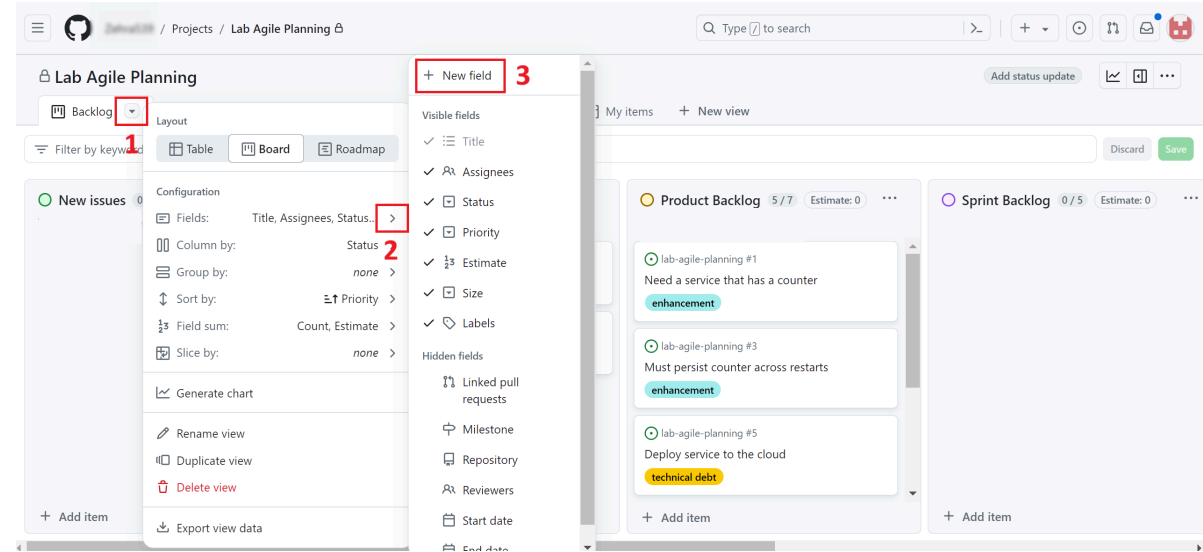 / Projects / Lab Agile Planning
Type / to search
Lab Agile Planning
Add status update
Backlog
1
My items
+ New view
Filter by keyword
Discard
Save
Layout
Table
Board
Roadmap
Configuration
Fields: Title, Assignees, Status...
2
Column by: Status
Group by: none
Sort by: Priority
Field sum: Count, Estimate
Slice by: none
Generate chart
Rename view
Duplicate view
Delete view
Export view data
+ New field
3
Visible fields
Title
Assignees
Status
Priority
Estimate
Size
Labels
Hidden fields
Linked pull
requests
Milestone
Repository
Reviewers
Start date
End date
New issues 0
+ Add item
Product Backlog 5 / 7 Estimate: 0 ...
lab-agile-planning #1
Need a service that has a counter
enhancement
lab-agile-planning #3
Must persist counter across restarts
enhancement
lab-agile-planning #5
Deploy service to the cloud
technical debt
+ Add item
Sprint Backlog 0 / 5 Estimate: 0 ...
+ Add item